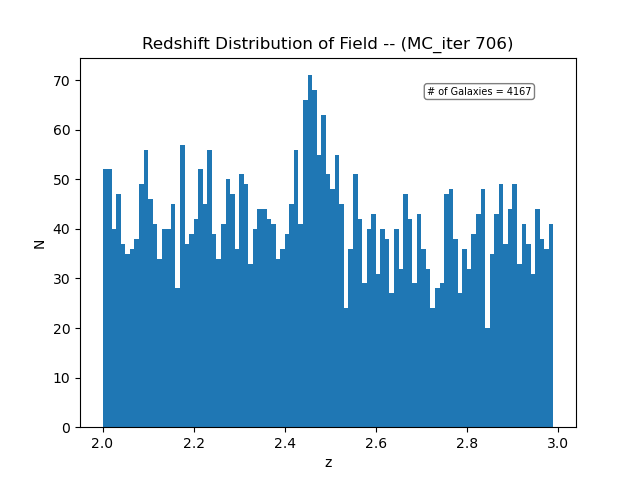 Redshift Distribution of Field -- (MC_iter 706)
# of Galaxies = 4167
N
70
60
50
40
30
20
10
0
2.0 2.2 2.4 2.6 2.8 3.0
z